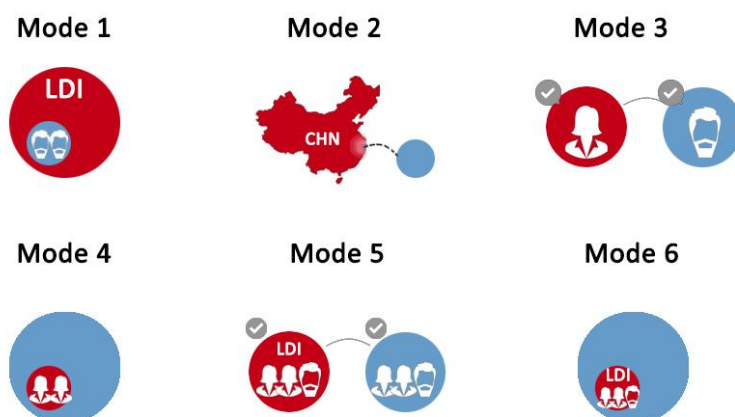 Mode 1
Mode 2
Mode 3
LDI
CHN
Mode 4
Mode 5
Mode 6
LDI
LDI